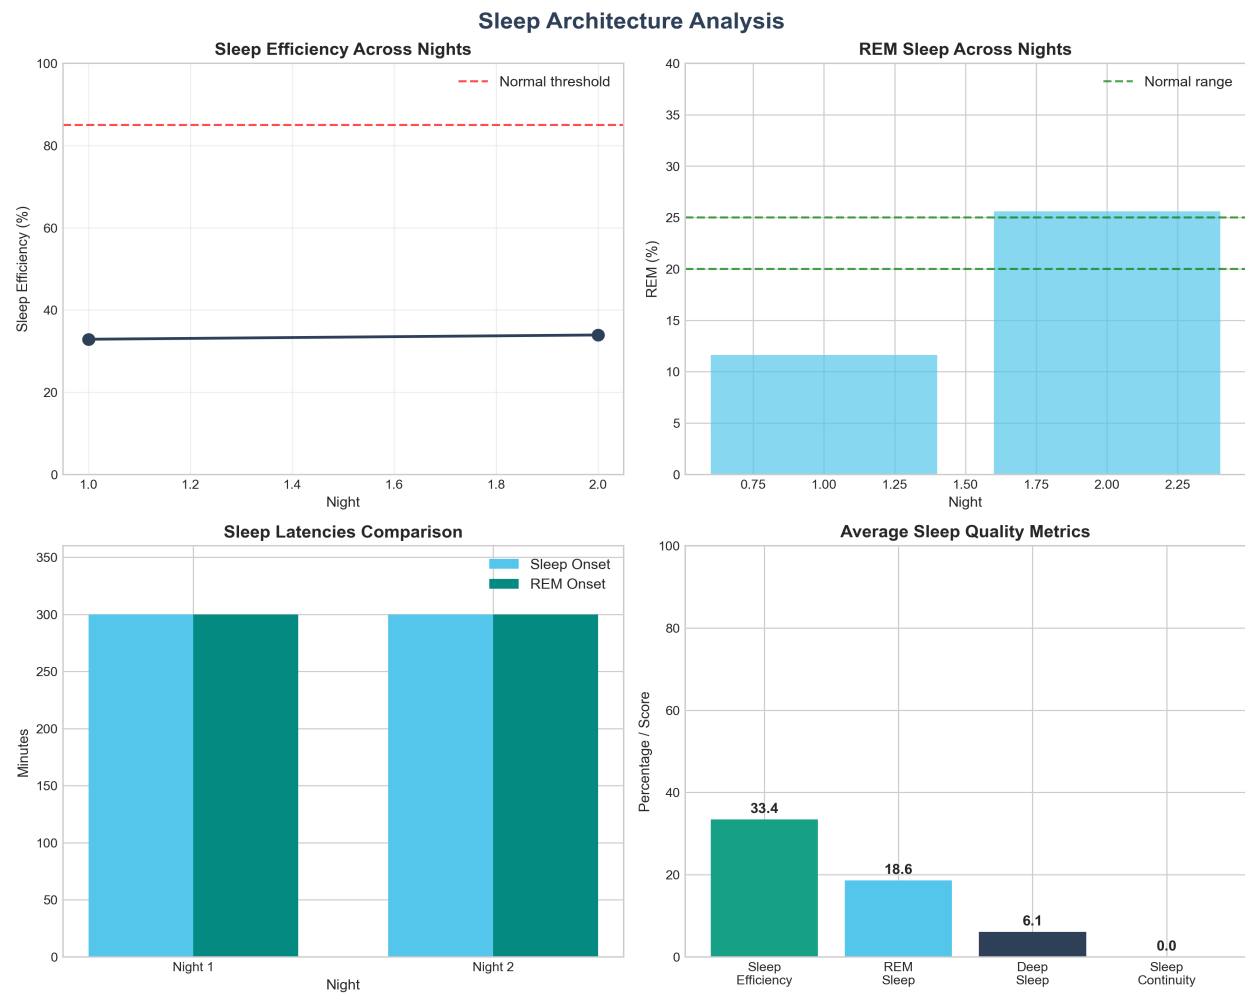 Sleep Architecture Analysis
Sleep Efficiency Across Nights
100
80
60
40
20
0
Sleep Efficiency (%)
Normal threshold
1.0 1.2 1.4 1.6 1.8 2.0
Night
REM Sleep Across Nights
40
35
30
25
20
15
10
5
0
REM (%)
Normal range
0.75 1.00 1.25 1.50 1.75 2.00 2.25
Night
Sleep Latencies Comparison
350
300
250
200
150
100
50
0
Minutes
Sleep Onset
REM Onset
Night 1 Night 2
Night
Average Sleep Quality Metrics
100
80
60
40
20
0
Percentage / Score
33.4
18.6
6.1
0.0
Sleep REM Deep Sleep
Efficiency Sleep Sleep Continuity